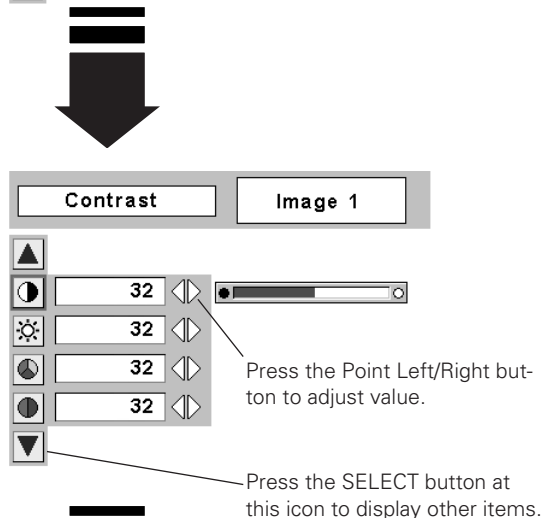 Contrast
Image 1
32
32
32
32
Press the Point Left/Right but-
ton to adjust value.
Press the SELECT button at
this icon to display other items.